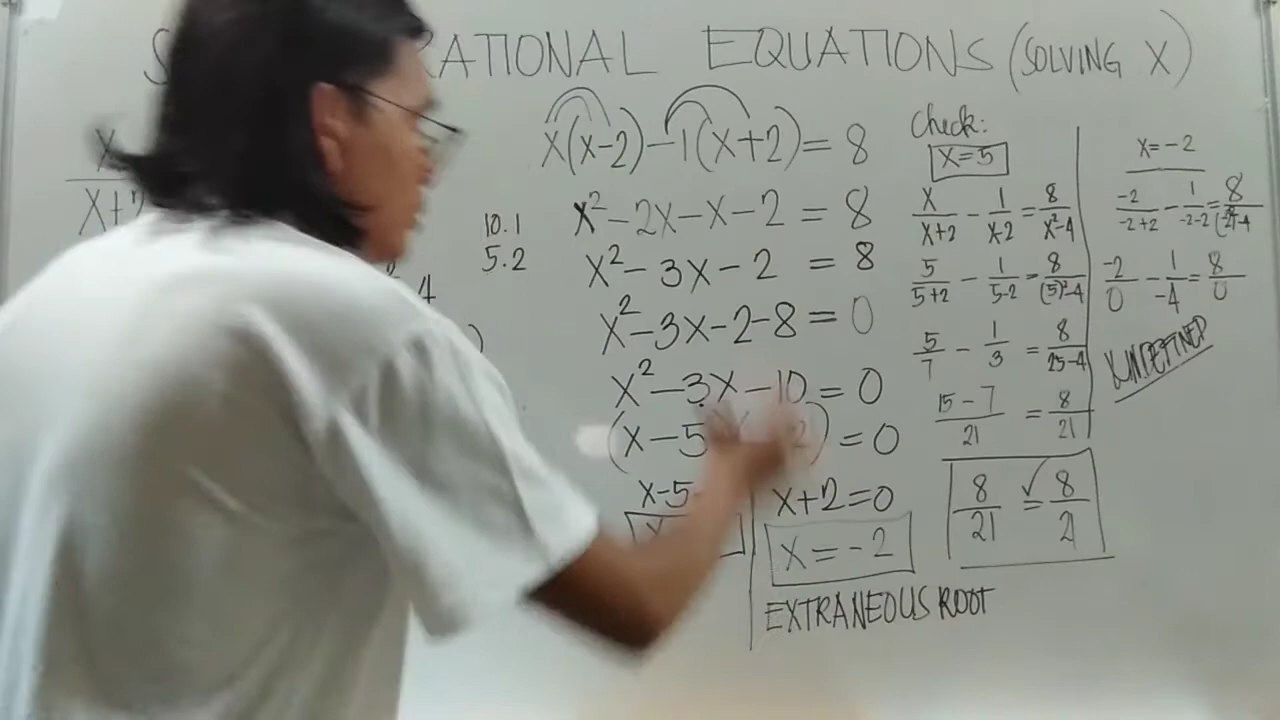 RATIONAL EQUATIONS (SOLVING X)
x
x+2
4
)
10.1
5.2
x(x-2)-1(x+2)=8
x²-2x-x-2=8
x²-3x-2=8
x²-3x-2-8=0
x²-3x-10=0
(x-5 2)=0
x-5
x+2=0
x=-2
EXTRANEOUS ROOT
Check:
x=5
x/x+2 - 1/x-2 = 8/x²-4
5/5+2 - 1/5-2 = 8/(5)²-4
5/7 - 1/3 = 8/25-4
15-7/21 = 8/21
8/21 =✓ 8/21
x=-2
-2/-2+2 - 1/-2-2 = 8/(-2)²-4
-2/0 - 1/-4 = 8/0
UNDEFINED